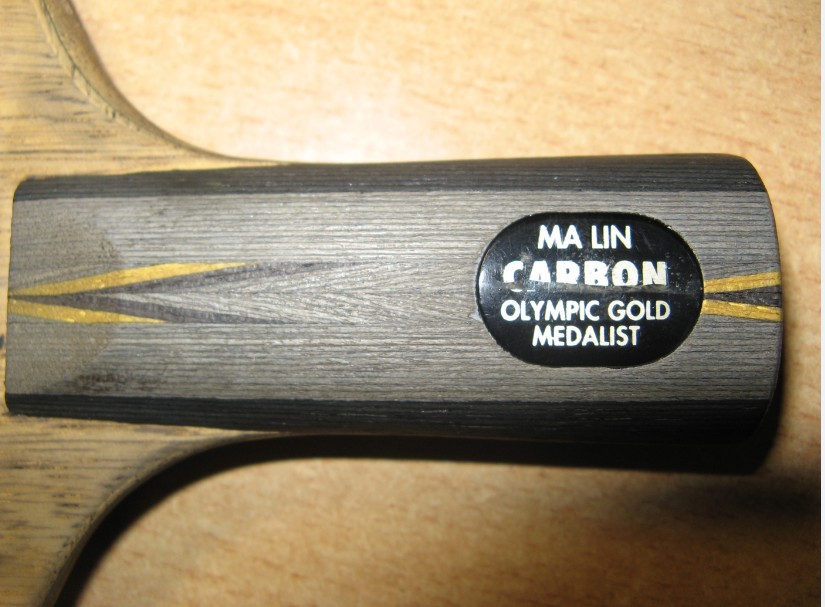 MA LIN
CARBON
OLYMPIC GOLD
MEDALIST